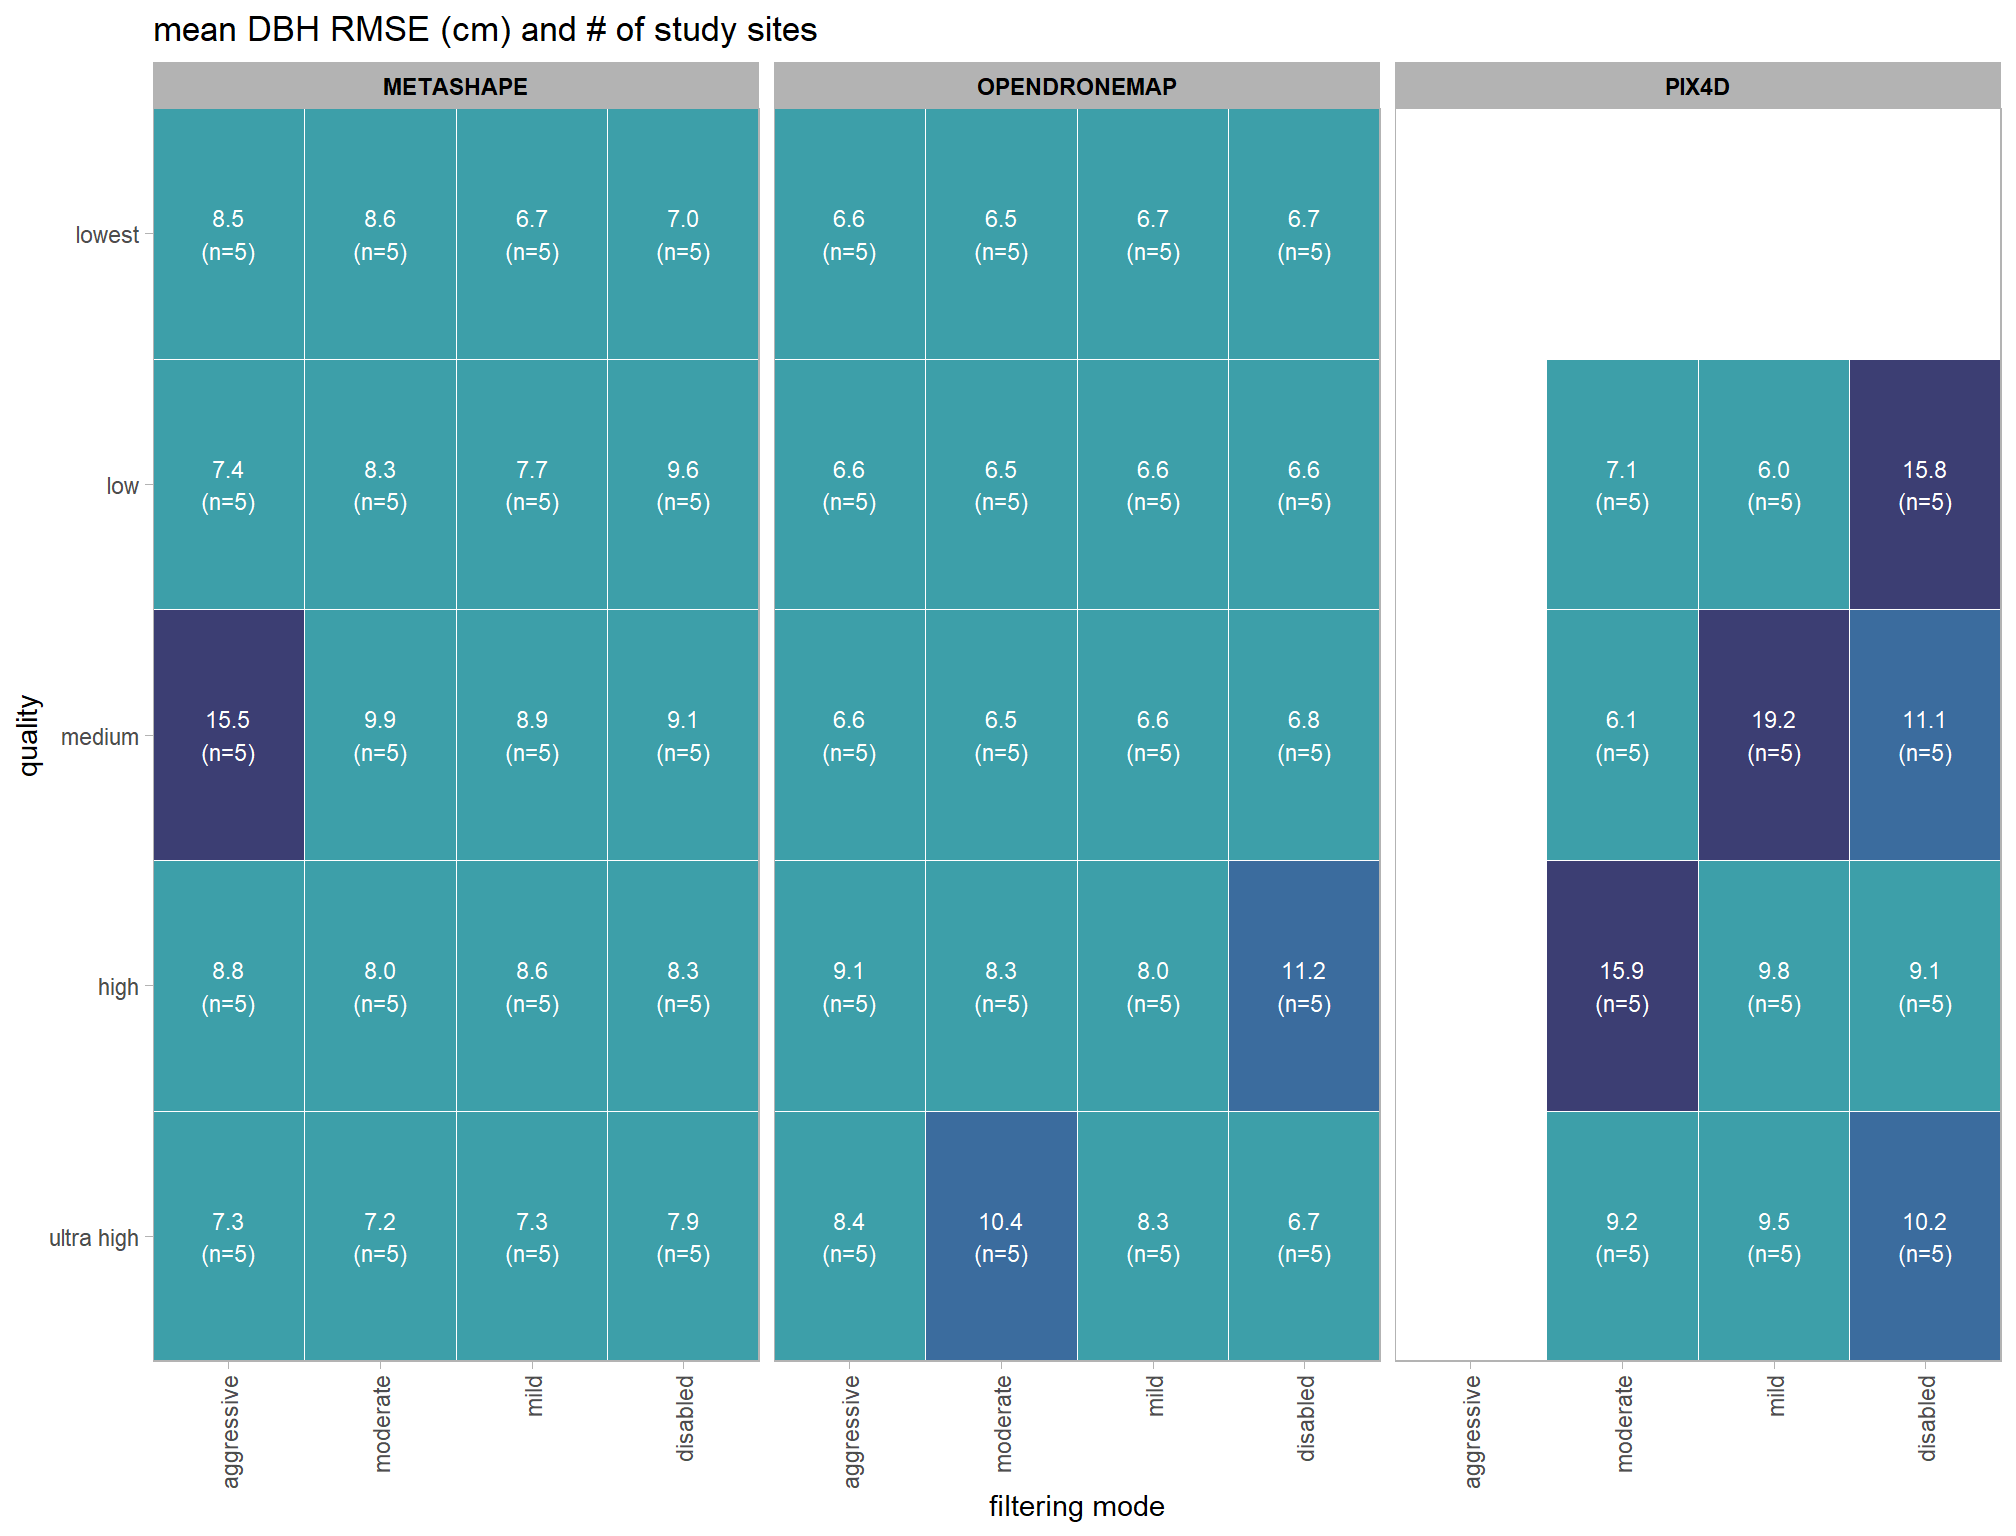 mean DBH RMSE (cm) and # of study sites
METASHAPE OPENDRONEMAP PIX4D
quality
lowest
8.5 8.6 6.7 7.0 6.6 6.5 6.7 6.7
(n=5) (n=5) (n=5) (n=5) (n=5) (n=5) (n=5) (n=5)
low
7.4 8.3 7.7 9.6 6.6 6.5 6.6 6.6 7.1 6.0 15.8
(n=5) (n=5) (n=5) (n=5) (n=5) (n=5) (n=5) (n=5) (n=5) (n=5) (n=5)
medium
15.5 9.9 8.9 9.1 6.6 6.5 6.6 6.8 6.1 19.2 11.1
(n=5) (n=5) (n=5) (n=5) (n=5) (n=5) (n=5) (n=5) (n=5) (n=5) (n=5)
high
8.8 8.0 8.6 8.3 9.1 8.3 8.0 11.2 15.9 9.8 9.1
(n=5) (n=5) (n=5) (n=5) (n=5) (n=5) (n=5) (n=5) (n=5) (n=5) (n=5)
ultra high
7.3 7.2 7.3 7.9 8.4 10.4 8.3 6.7 9.2 9.5 10.2
(n=5) (n=5) (n=5) (n=5) (n=5) (n=5) (n=5) (n=5) (n=5) (n=5) (n=5)
aggressive moderate mild disabled aggressive moderate mild disabled aggressive moderate mild disabled
filtering mode